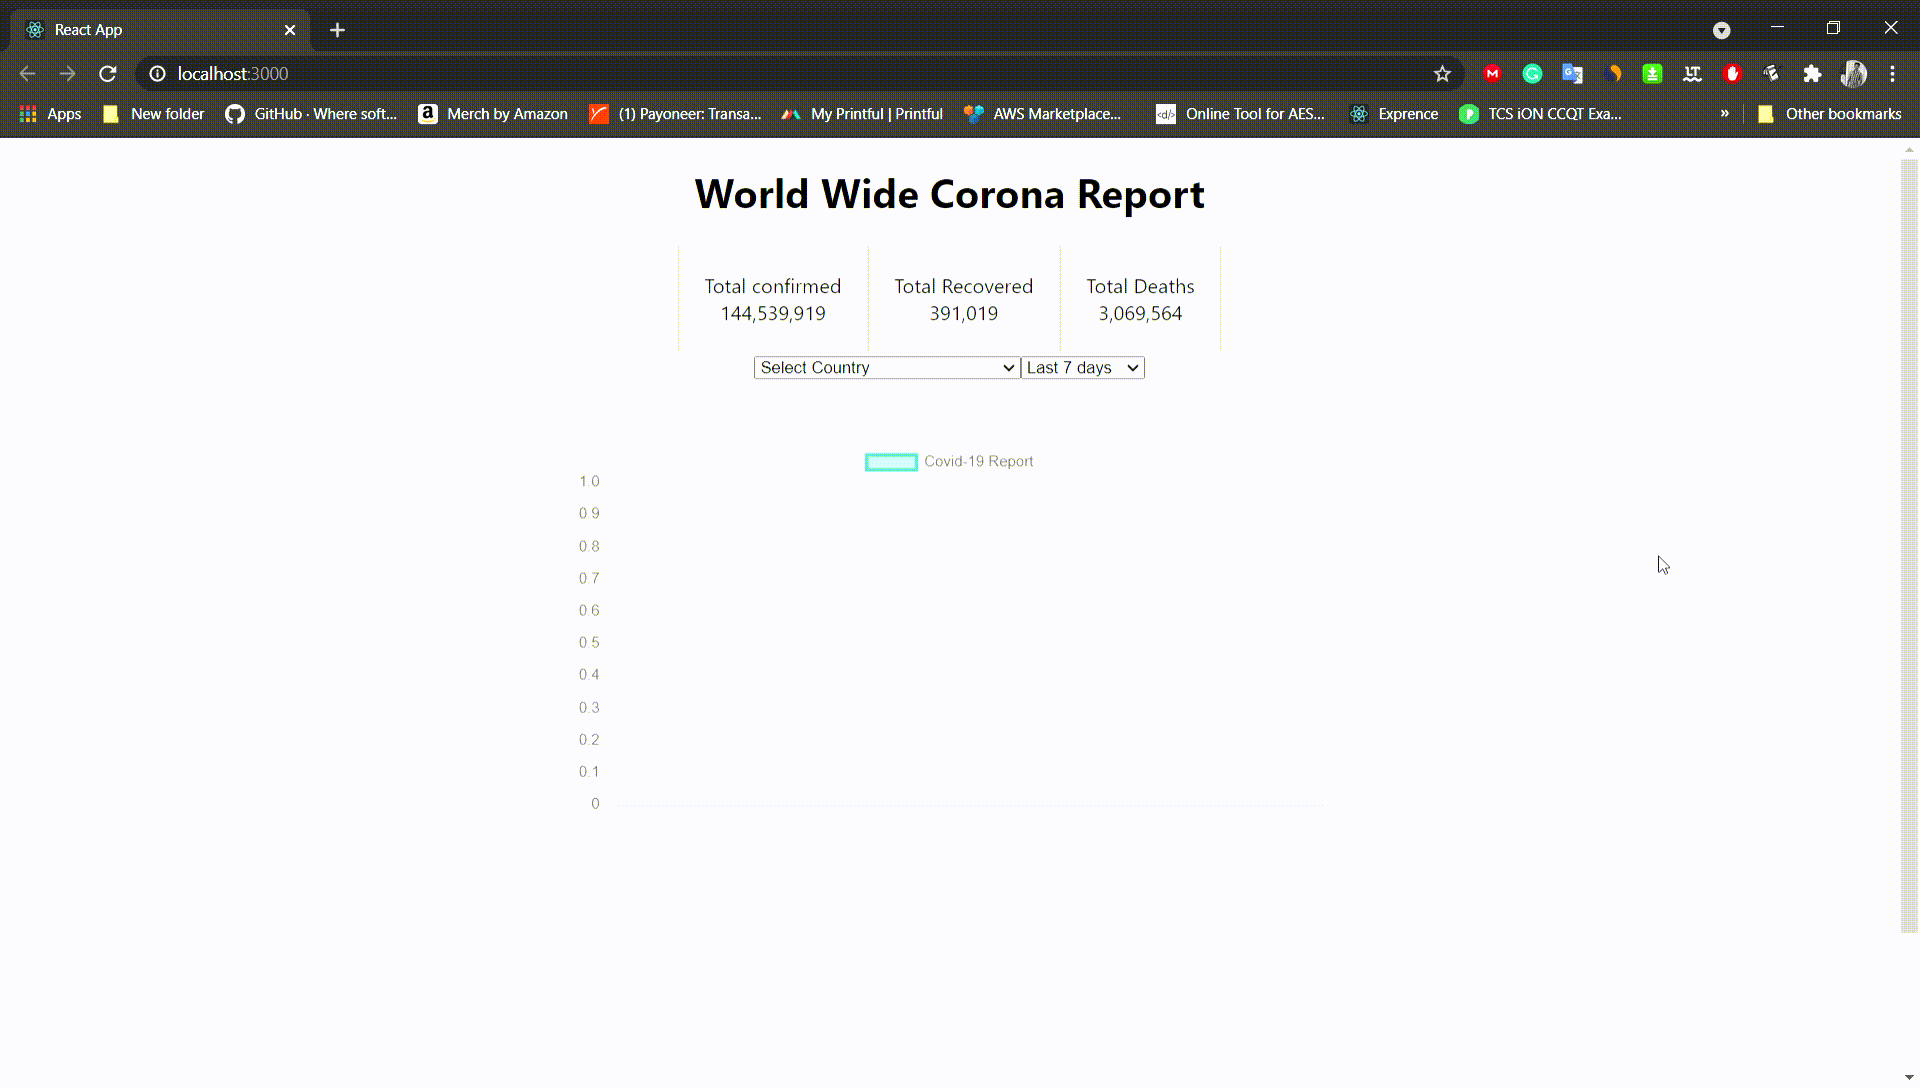 React App
localhost:3000
Apps New folder GitHub · Where soft... Merch by Amazon (1) Payoneer: Transa... My Printful | Printful AWS Marketplace... Online Tool for AES... Exprence TCS iON CCQT Exa... » Other bookmarks
World Wide Corona Report
Total confirmed Total Recovered Total Deaths
144,539,919 391,019 3,069,564
Select Country Last 7 days
Covid-19 Report
1.0
0.9
0.8
0.7
0.6
0.5
0.4
0.3
0.2
0.1
0